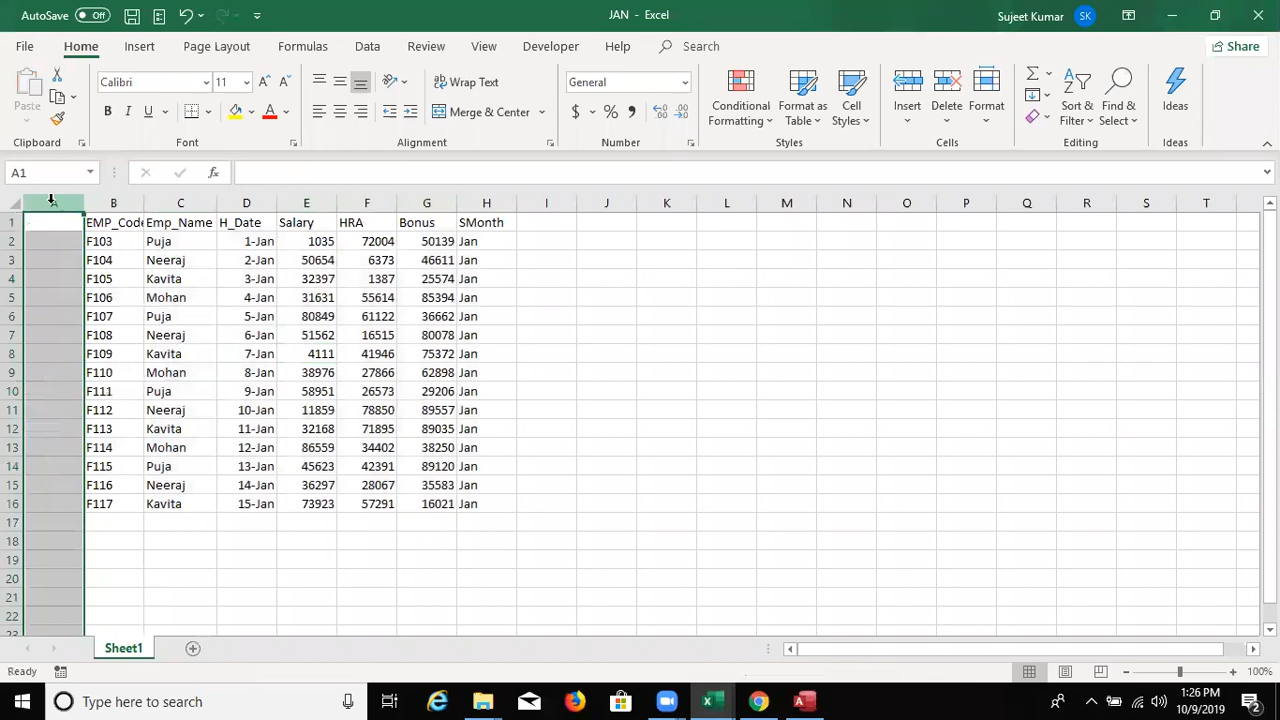 AutoSave Off JAN - Excel Sujeet Kumar SK
File Home Insert Page Layout Formulas Data Review View Developer Help Search Share
Paste Calibri 11 Wrap Text General Conditional Formatting Format as Table Cell Styles Insert Delete Format Sort & Filter Find & Select Ideas
B I U Merge & Center $ %
Clipboard Font Alignment Number Styles Cells Editing Ideas
A1 fx
A B C D E F G H I J K L M N O P Q R S T
1 EMP_Code Emp_Name H_Date Salary HRA Bonus SMonth
2 F103 Puja 1-Jan 1035 72004 50139 Jan
3 F104 Neeraj 2-Jan 50654 6373 46611 Jan
4 F105 Kavita 3-Jan 32397 1387 25574 Jan
5 F106 Mohan 4-Jan 31631 55614 85394 Jan
6 F107 Puja 5-Jan 80849 61122 36662 Jan
7 F108 Neeraj 6-Jan 51562 16515 80078 Jan
8 F109 Kavita 7-Jan 4111 41946 75372 Jan
9 F110 Mohan 8-Jan 38976 27866 62898 Jan
10 F111 Puja 9-Jan 58951 26573 29206 Jan
11 F112 Neeraj 10-Jan 11859 78850 89557 Jan
12 F113 Kavita 11-Jan 32168 71895 89035 Jan
13 F114 Mohan 12-Jan 86559 34402 38250 Jan
14 F115 Puja 13-Jan 45623 42391 89120 Jan
15 F116 Neeraj 14-Jan 36297 28067 35583 Jan
16 F117 Kavita 15-Jan 73923 57291 16021 Jan
17
18
19
20
21
22
23
Sheet1
Ready 100%
Type here to search 1:26 PM
10/9/2019 2